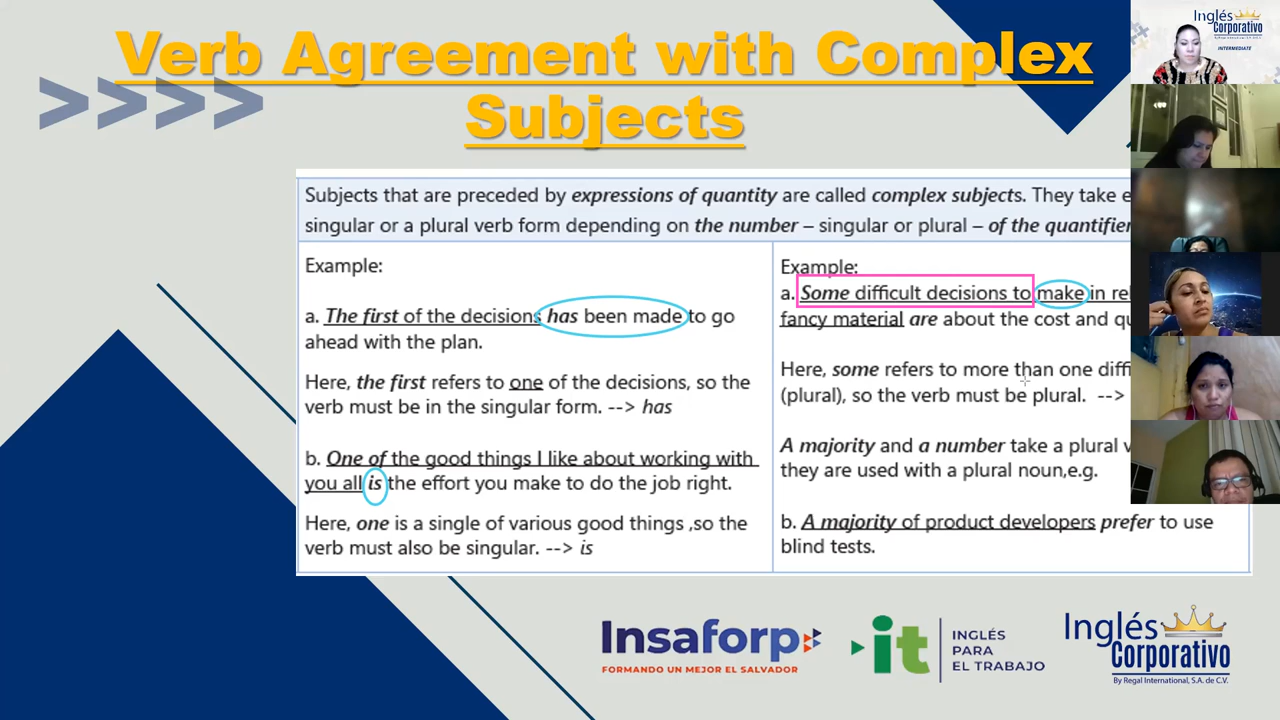 Verb Agreement with Complex
Subjects
Subjects that are preceded by expressions of quantity are called complex subjects. They take
singular or a plural verb form depending on the number – singular or plural – of the quantifier
Example:
a. The first of the decisions has been made to go
ahead with the plan.
Here, the first refers to one of the decisions, so the
verb must be in the singular form. --> has
b. One of the good things I like about working with
you all is the effort you make to do the job right.
Here, one is a single of various good things ,so the
verb must also be singular. --> is
Example:
a. Some difficult decisions to make in
fancy material are about the cost and
Here, some refers to more than one
(plural), so the verb must be plural. -->
A majority and a number take a plural
they are used with a plural noun,e.g.
b. A majority of product developers prefer to use
blind tests.
Inglés
Corporativo
INTERMEDIATE
Insaforp
FORMANDO UN MEJOR EL SALVADOR
it
INGLÉS
PARA
EL TRABAJO
Inglés
Corporativo
By Regal International, S.A. de C.V.